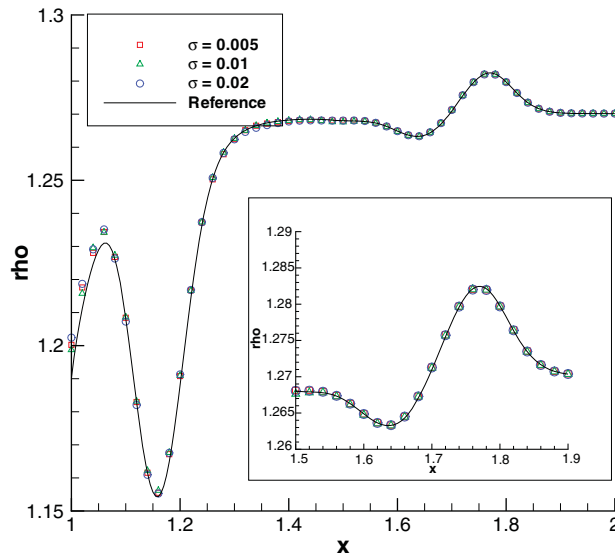 1.3
σ = 0.005
σ = 0.01
σ = 0.02
Reference
1.25
rho
1.2
1.15
1
1.2
1.4
1.6
1.8
2
x
1.29
1.285
1.28
1.275
rho
1.27
1.265
1.26
1.5
1.6
1.7
1.8
1.9
x